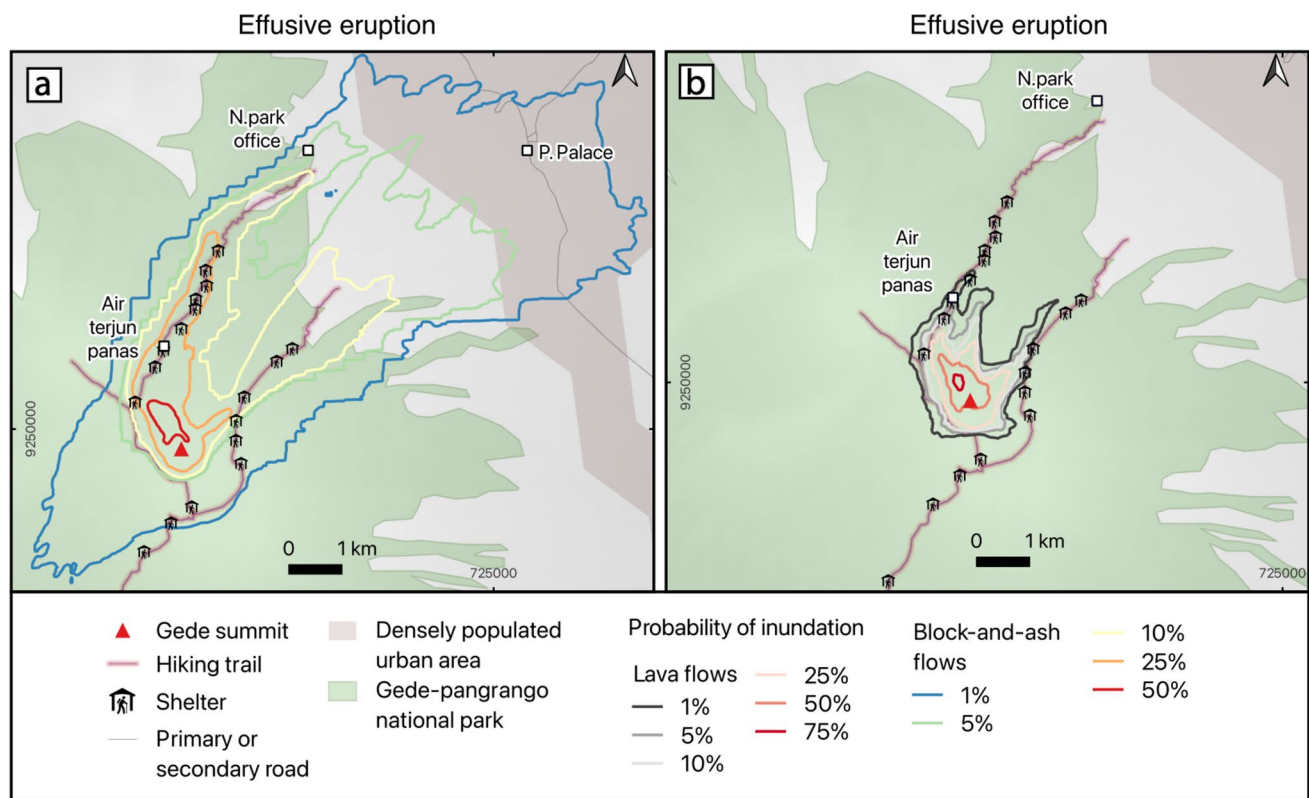 Effusive eruption
Effusive eruption
a
N.park
office
P. Palace
Air
terjun
panas
9250000
0 1 km
725000
b
N.park
office
Air
terjun
panas
9250000
0 1 km
725000
Gede summit
Hiking trail
Shelter
Primary or
secondary road
Densely populated
urban area
Gede-pangrango
national park
Probability of inundation
Lava flows
1%
5%
10%
25%
50%
75%
Block-and-ash
flows
1%
5%
10%
25%
50%